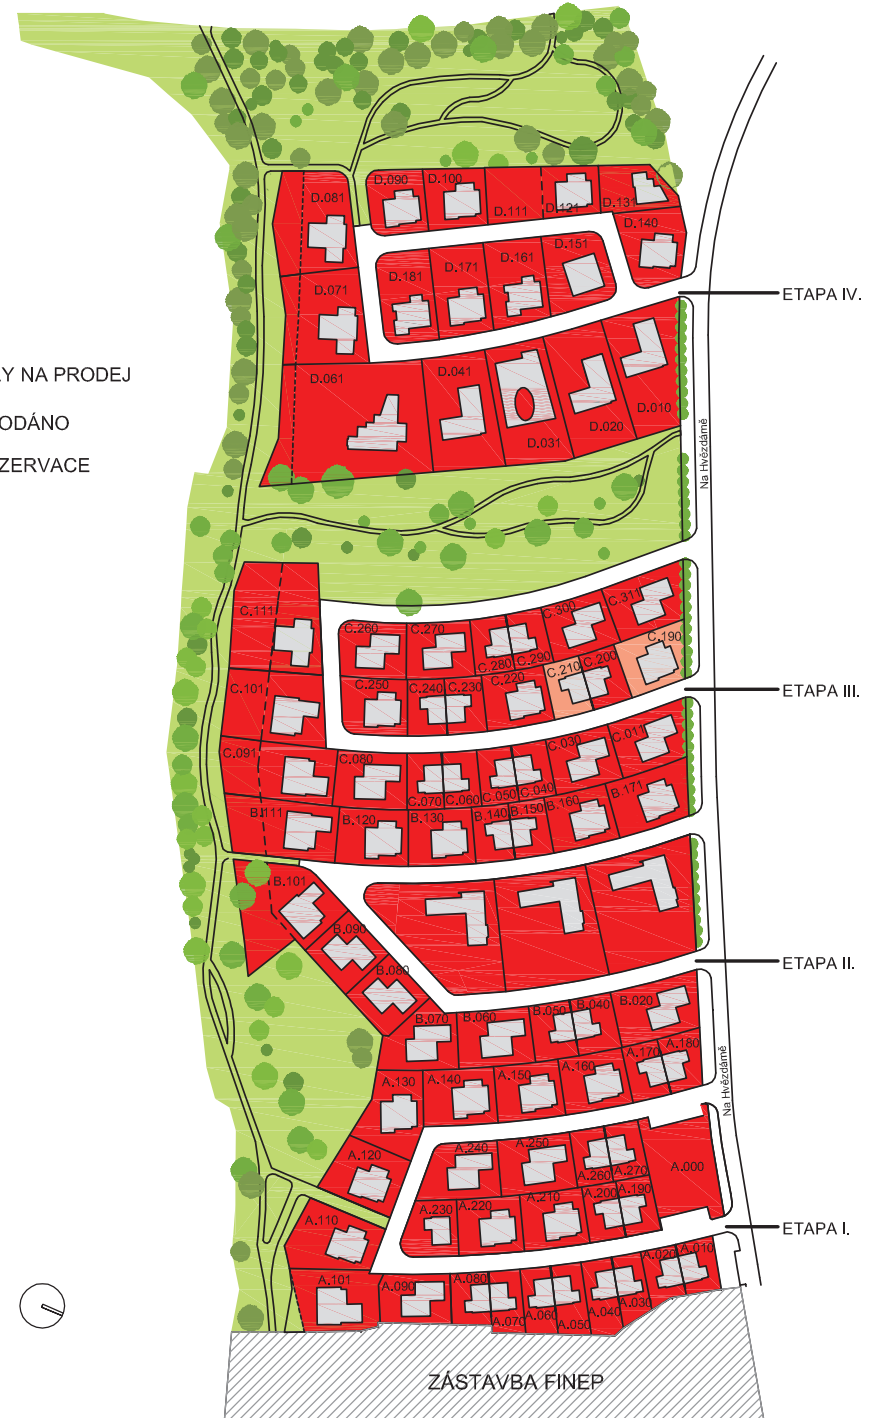 D.090
D.100
D.081
D.111
D.121
D.131
D.140
D.151
D.161
D.171
D.181
D.071
ETAPA IV.
Y NA PRODEJ
D.061
D.041
D.010
ODÁNO
D.020
D.031
Na Hvězdárně
ZERVACE
C.111
C.311
C.300
C.260
C.270
C.190
C.280
C.290
C.200
C.210
C.220
C.101
C.250
C.240
C.230
ETAPA III.
C.011
C.030
C.091
C.080
C.070
C.060
C.050
C.040
B.171
B.111
B.120
B.130
B.140
B.150
B.160
B.101
B.090
B.080
ETAPA II.
B.070
B.060
B.050
B.040
B.020
A.180
A.170
A.160
A.150
A.140
A.130
Na Hvězdárně
A.120
A.240
A.250
A.260
A.270
A.000
A.110
A.230
A.220
A.210
A.200
A.190
ETAPA I.
A.101
A.090
A.080
A.020
A.010
A.070
A.060
A.050
A.040
A.030
ZÁSTAVBA FINEP